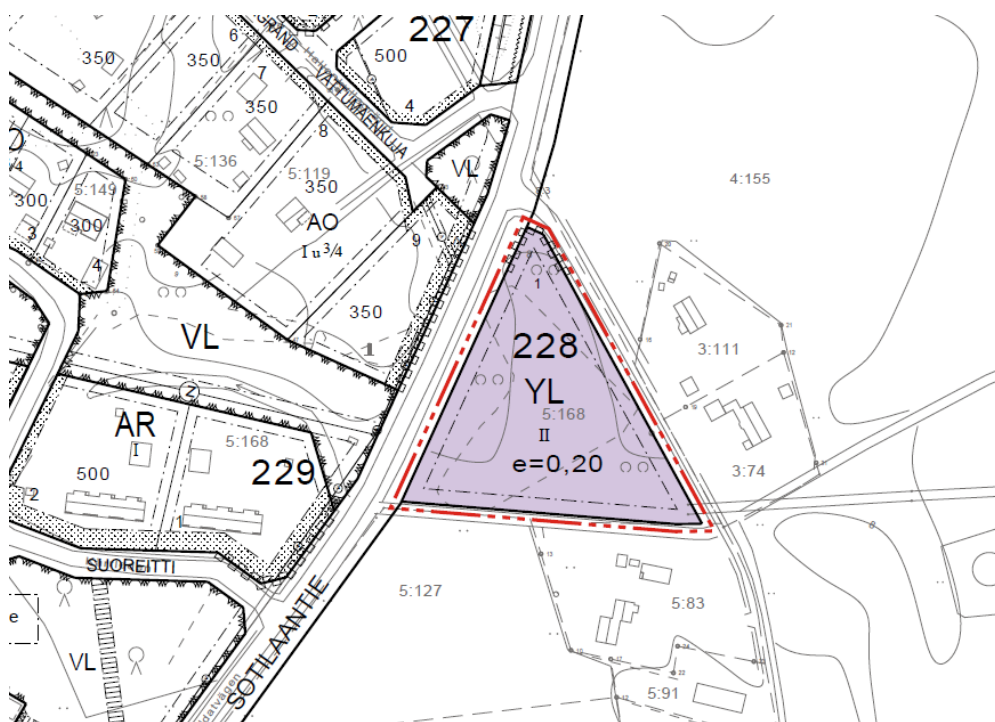 GRÄND
6
227
350
350
500
7
350
VATTUMAENKUJA
4
8
5:136
VL
5:119
350
4:155
5:149
AO
I u 3/4
300
300
3
9
4
1
350
228
3:111
VL
1
YL
5:168
II
AR
I
5:168
e=0,20
3:74
500
229
2
1
SUOREITTI
5:127
5:83
e
SOTILAANTIE
VL
5:91